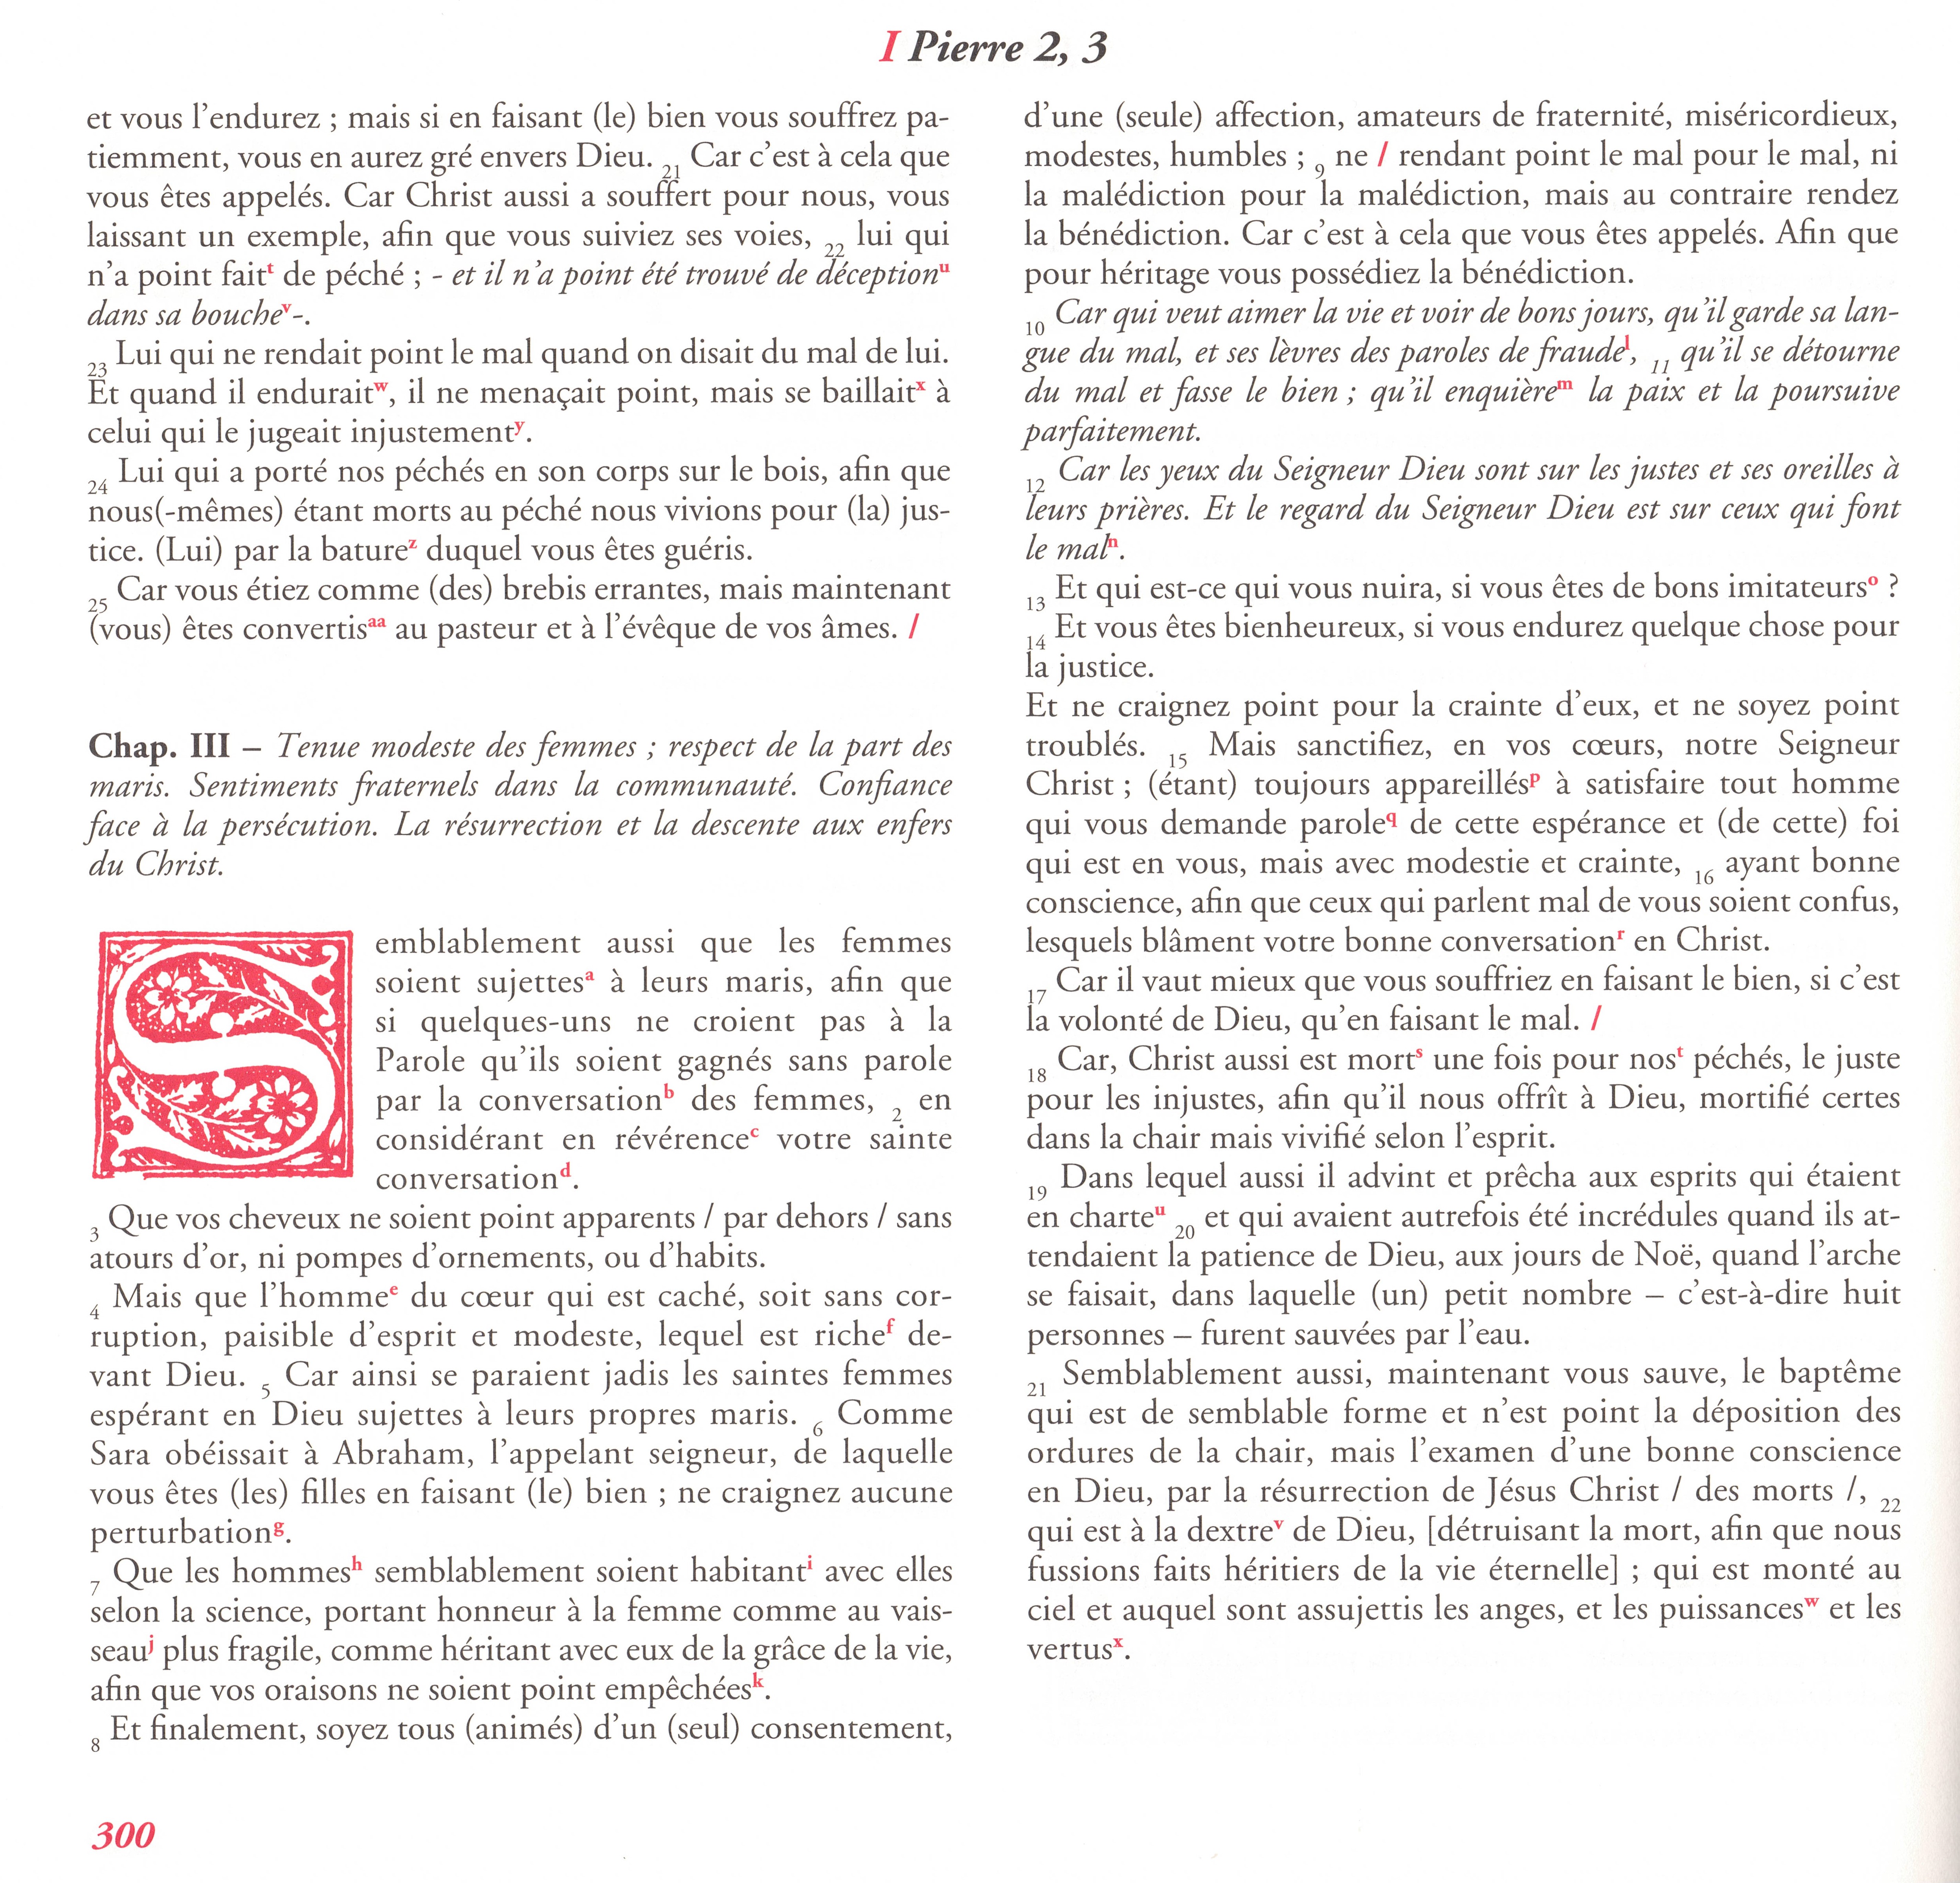 I Pierre 2, 3
et vous l'endurez ; mais si en faisant (le) bien vous souffrez pa-
tiemment, vous en aurez gré envers Dieu. 21 Car c'est à cela que
vous êtes appelés. Car Christ aussi a souffert pour nous, vous
laissant un exemple, afin que vous suiviez ses voies, 22 lui qui
n'a point fait^t de péché ; - et il n'a point été trouvé de déception^u
dans sa bouche^v-.
23 Lui qui ne rendait point le mal quand on disait du mal de lui.
Et quand il endurait^w, il ne menaçait point, mais se baillait^x à
celui qui le jugeait injustement^y.
24 Lui qui a porté nos péchés en son corps sur le bois, afin que
nous(-mêmes) étant morts au péché nous vivions pour (la) jus-
tice. (Lui) par la bature^z duquel vous êtes guéris.
25 Car vous étiez comme (des) brebis errantes, mais maintenant
(vous) êtes convertis^aa au pasteur et à l'évêque de vos âmes. /
Chap. III – Tenue modeste des femmes ; respect de la part des
maris. Sentiments fraternels dans la communauté. Confiance
face à la persécution. La résurrection et la descente aux enfers
du Christ.
Semblablement aussi que les femmes
soient sujettes^a à leurs maris, afin que
si quelques-uns ne croient pas à la
Parole qu'ils soient gagnés sans parole
par la conversation^b des femmes, 2 en
considérant en révérence^c votre sainte
conversation^d.
3 Que vos cheveux ne soient point apparents / par dehors / sans
atours d'or, ni pompes d'ornements, ou d'habits.
4 Mais que l'homme^e du cœur qui est caché, soit sans cor-
ruption, paisible d'esprit et modeste, lequel est riche^f de-
vant Dieu. 5 Car ainsi se paraient jadis les saintes femmes
espérant en Dieu sujettes à leurs propres maris. 6 Comme
Sara obéissait à Abraham, l'appelant seigneur, de laquelle
vous êtes (les) filles en faisant (le) bien ; ne craignez aucune
perturbation^g.
7 Que les hommes^h semblablement soient habitant^i avec elles
selon la science, portant honneur à la femme comme au vais-
seau^j plus fragile, comme héritant avec eux de la grâce de la vie,
afin que vos oraisons ne soient point empêchées^k.
8 Et finalement, soyez tous (animés) d'un (seul) consentement,
d'une (seule) affection, amateurs de fraternité, miséricordieux,
modestes, humbles ; 9 ne / rendant point le mal pour le mal, ni
la malédiction pour la malédiction, mais au contraire rendez
la bénédiction. Car c'est à cela que vous êtes appelés. Afin que
pour héritage vous possédiez la bénédiction.
10 Car qui veut aimer la vie et voir de bons jours, qu'il garde sa lan-
gue du mal, et ses lèvres des paroles de fraude^l, 11 qu'il se détourne
du mal et fasse le bien ; qu'il enquière^m la paix et la poursuive
parfaitement.
12 Car les yeux du Seigneur Dieu sont sur les justes et ses oreilles à
leurs prières. Et le regard du Seigneur Dieu est sur ceux qui font
le mal^n.
13 Et qui est-ce qui vous nuira, si vous êtes de bons imitateurs^o ?
14 Et vous êtes bienheureux, si vous endurez quelque chose pour
la justice.
Et ne craignez point pour la crainte d'eux, et ne soyez point
troublés. 15 Mais sanctifiez, en vos cœurs, notre Seigneur
Christ ; (étant) toujours appareillés^p à satisfaire tout homme
qui vous demande parole^q de cette espérance et (de cette) foi
qui est en vous, mais avec modestie et crainte, 16 ayant bonne
conscience, afin que ceux qui parlent mal de vous soient confus,
lesquels blâment votre bonne conversation^r en Christ.
17 Car il vaut mieux que vous souffriez en faisant le bien, si c'est
la volonté de Dieu, qu'en faisant le mal. /
18 Car, Christ aussi est mort^s une fois pour nos^t péchés, le juste
pour les injustes, afin qu'il nous offrît à Dieu, mortifié certes
dans la chair mais vivifié selon l'esprit.
19 Dans lequel aussi il advint et prêcha aux esprits qui étaient
en charte^u 20 et qui avaient autrefois été incrédules quand ils at-
tendaient la patience de Dieu, aux jours de Noë, quand l'arche
se faisait, dans laquelle (un) petit nombre – c'est-à-dire huit
personnes – furent sauvées par l'eau.
21 Semblablement aussi, maintenant vous sauve, le baptême
qui est de semblable forme et n'est point la déposition des
ordures de la chair, mais l'examen d'une bonne conscience
en Dieu, par la résurrection de Jésus Christ / des morts /, 22
qui est à la dextre^v de Dieu, [détruisant la mort, afin que nous
fussions faits héritiers de la vie éternelle] ; qui est monté au
ciel et auquel sont assujettis les anges, et les puissances^w et les
vertus^x.
300